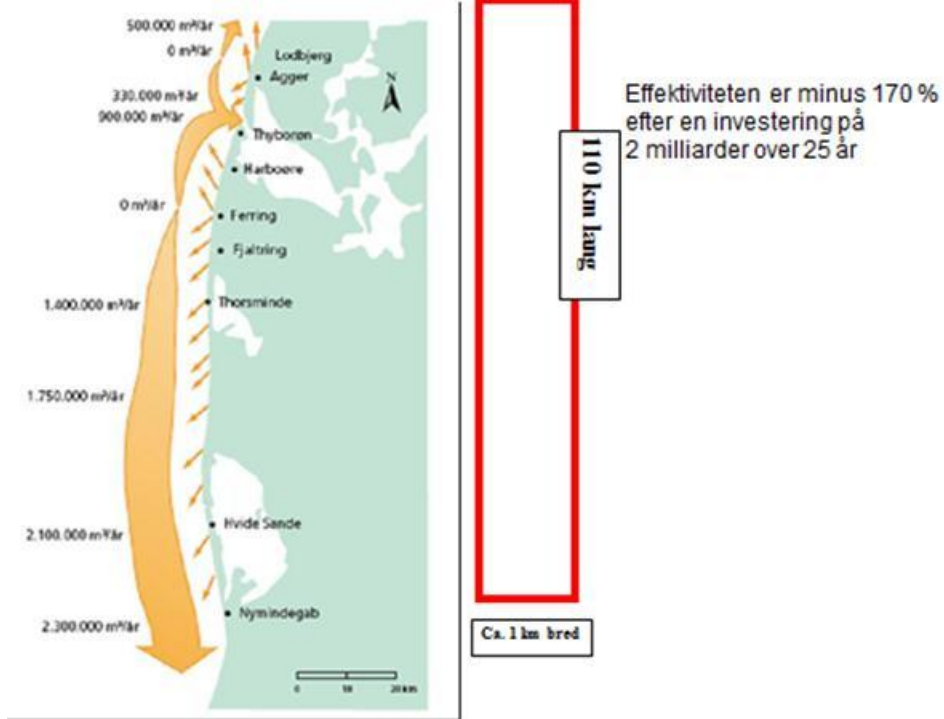 500.000 m³/år
0 m³/år
Lodbjerg
Agger
N
330.000 m³/år
900.000 m³/år
Thyborøn
Harboøre
0 m³/år
Ferring
Fjaltring
1.400.000 m³/år
Thorsminde
1.750.000 m³/år
2.100.000 m³/år
Hvide Sande
Nymindegab
2.300.000 m³/år
0 10 20 km
110 km lang
Ca. 1 km bred
Effektiviteten er minus 170 %
efter en investering på
2 milliarder over 25 år